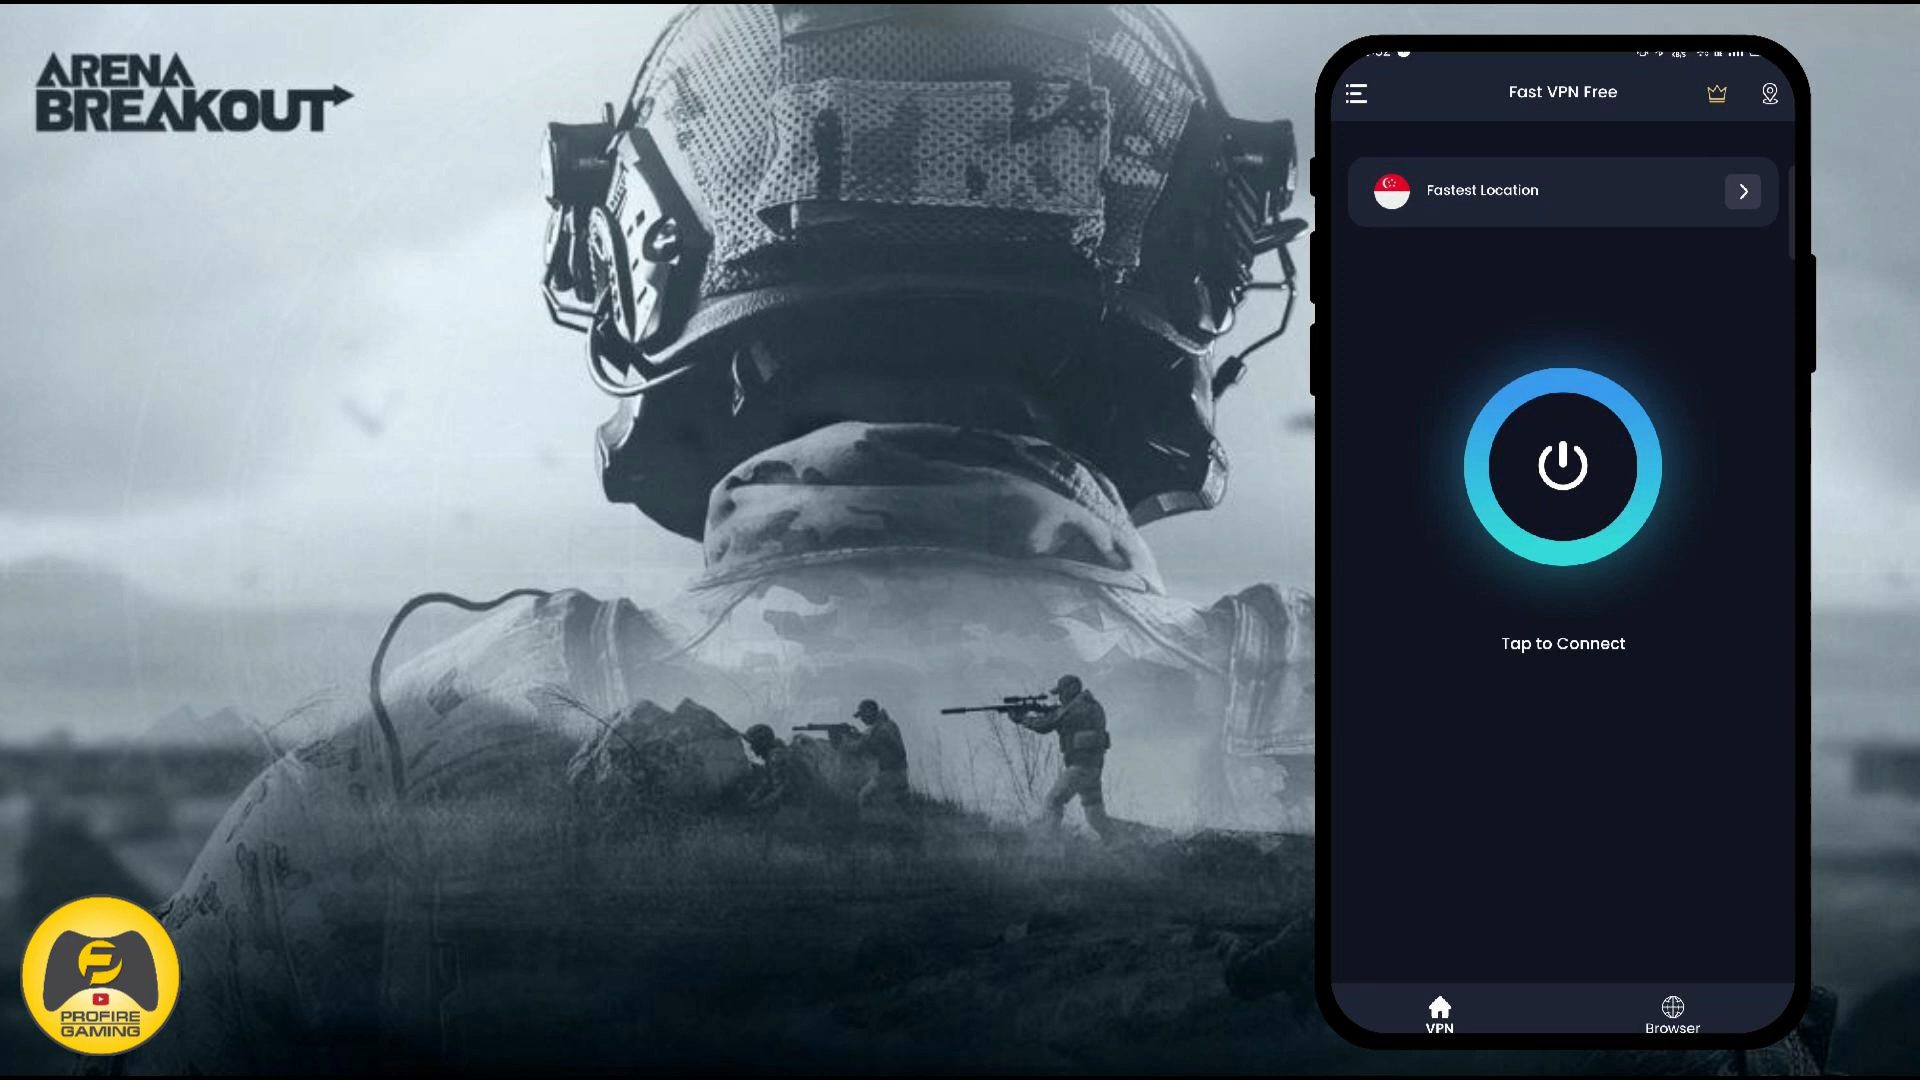 ARENA
BREAKOUT
Fast VPN Free
Fastest Location
Tap to Connect
VPN
Browser
PROFIRE
GAMING